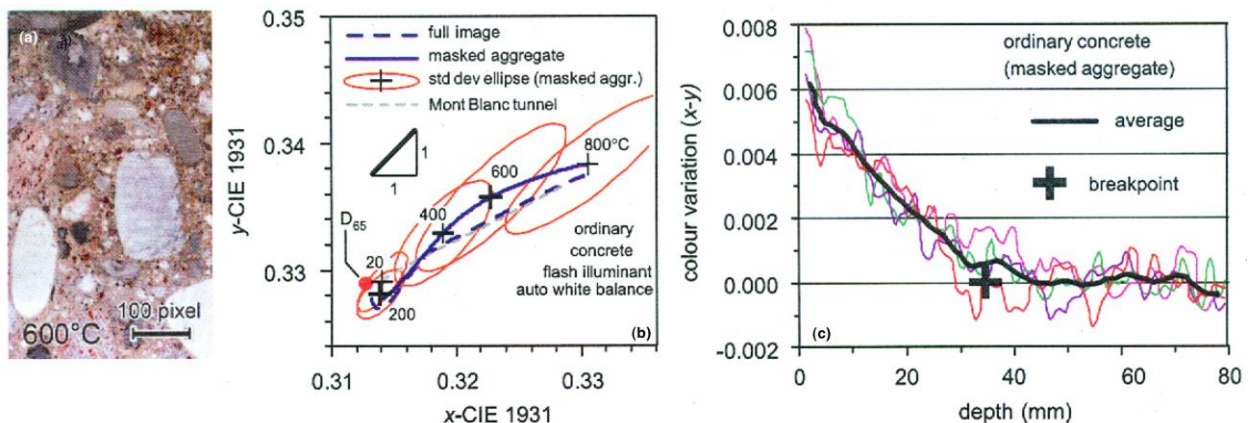 (a)
600°C
100 pixel
0.35
0.34
0.33
0.31
0.32
0.33
y-CIE 1931
x-CIE 1931
full image
masked aggregate
std dev ellipse (masked aggr.)
Mont Blanc tunnel
1
1
800°C
600
400
D65
20
200
ordinary
concrete
flash illuminant
auto white balance
(b)
0.008
0.006
0.004
0.002
0.000
-0.002
0
20
40
60
80
colour variation (x-y)
depth (mm)
ordinary concrete
(masked aggregate)
average
breakpoint
(c)